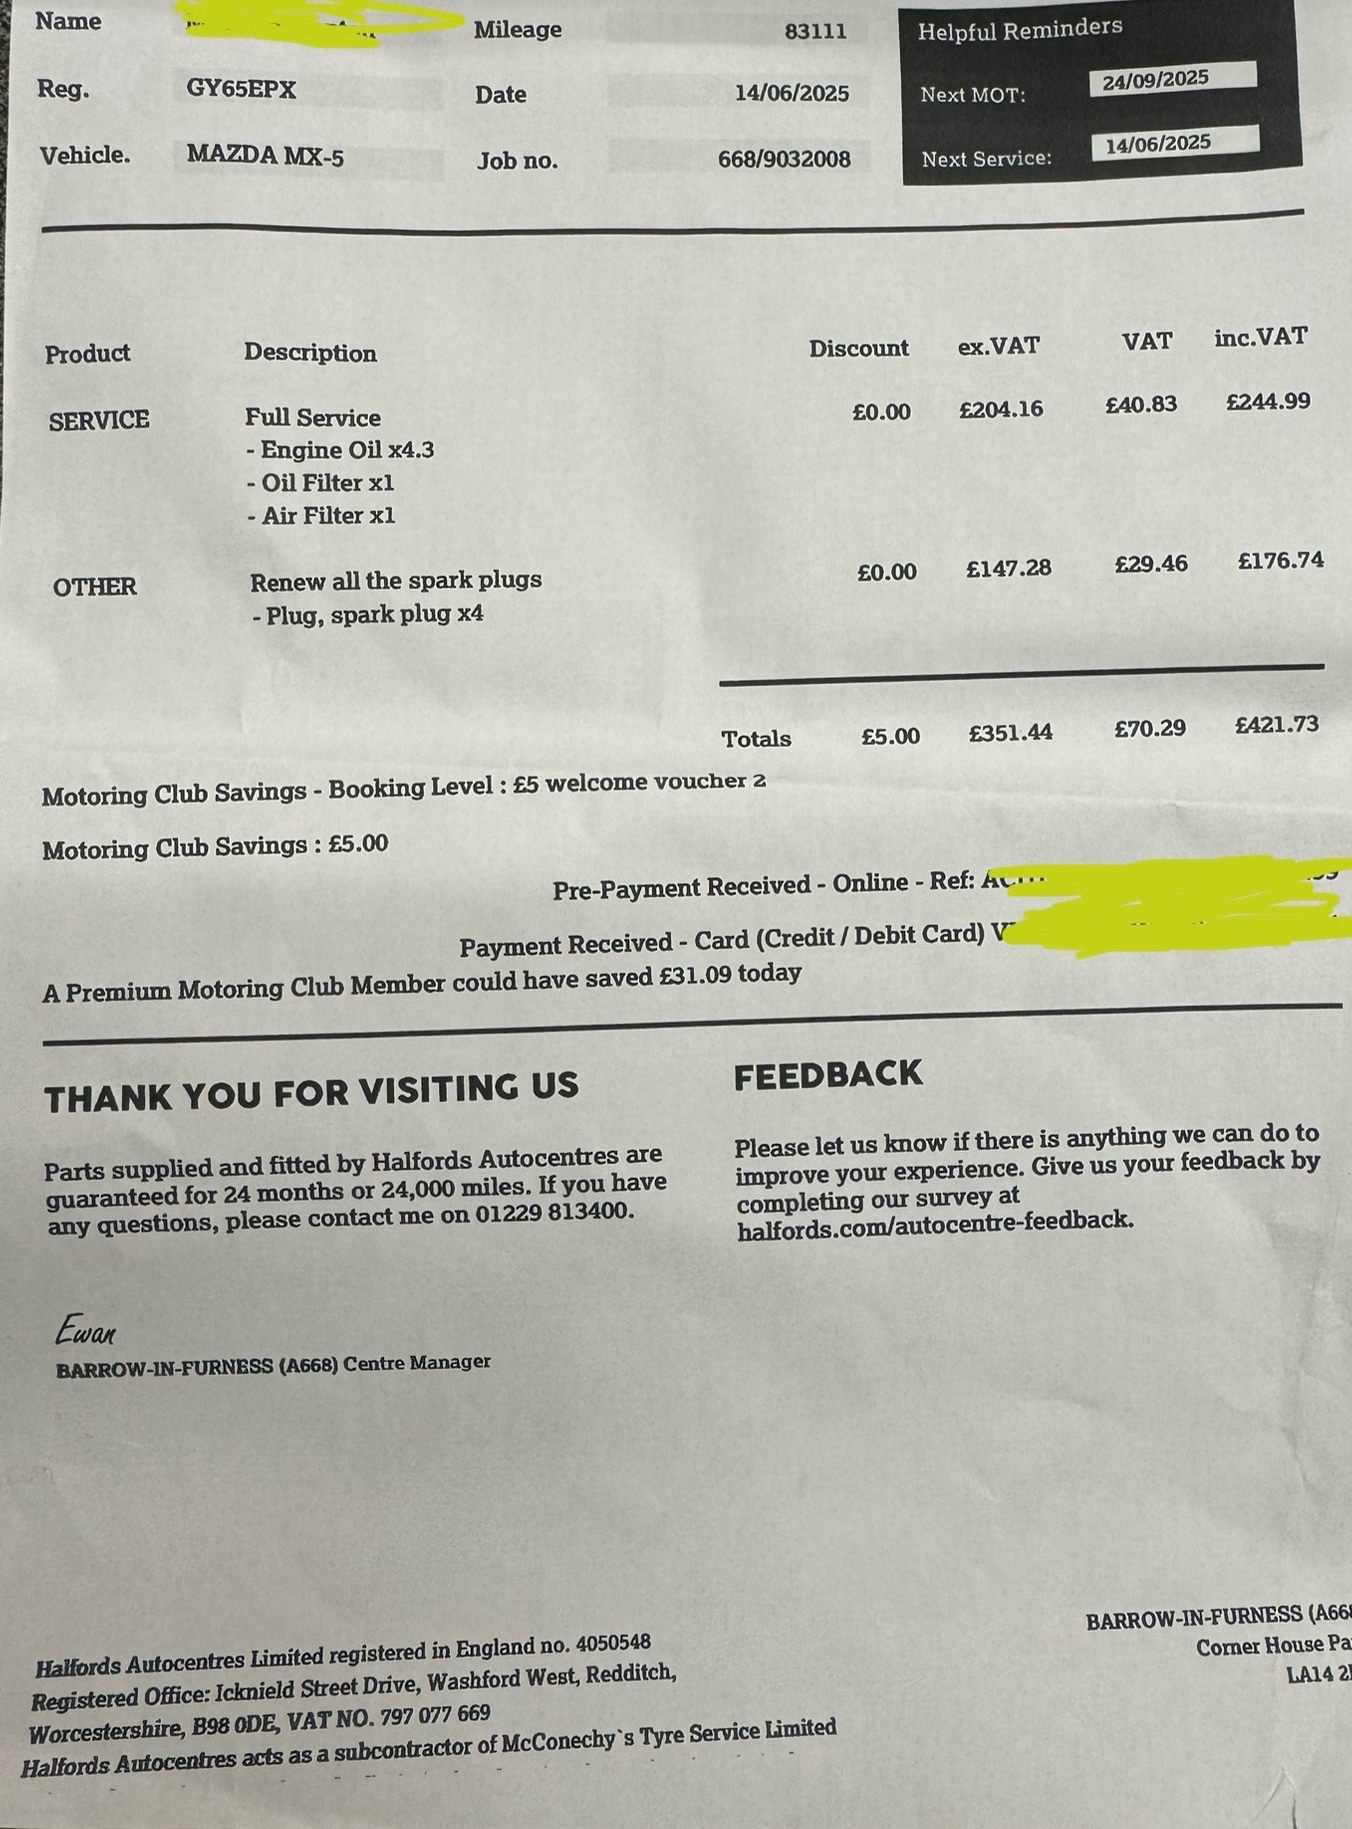 Name
Mileage 83111
Helpful Reminders
Reg. GY65EPX
Date 14/06/2025
Next MOT: 24/09/2025
Vehicle. MAZDA MX-5
Job no. 668/9032008
Next Service: 14/06/2025
Product Description Discount ex.VAT VAT inc.VAT
SERVICE Full Service £0.00 £204.16 £40.83 £244.99
- Engine Oil x4.3
- Oil Filter x1
- Air Filter x1
OTHER Renew all the spark plugs £0.00 £147.28 £29.46 £176.74
- Plug, spark plug x4
Totals £5.00 £351.44 £70.29 £421.73
Motoring Club Savings - Booking Level : £5 welcome voucher 2
Motoring Club Savings : £5.00
Pre-Payment Received - Online - Ref:
Payment Received - Card (Credit / Debit Card)
A Premium Motoring Club Member could have saved £31.09 today
THANK YOU FOR VISITING US
Parts supplied and fitted by Halfords Autocentres are
guaranteed for 24 months or 24,000 miles. If you have
any questions, please contact me on 01229 813400.
FEEDBACK
Please let us know if there is anything we can do to
improve your experience. Give us your feedback by
completing our survey at
halfords.com/autocentre-feedback.
Ewan
BARROW-IN-FURNESS (A668) Centre Manager
BARROW-IN-FURNESS (A66
Corner House Pa
LA14 2
Halfords Autocentres Limited registered in England no. 4050548
Registered Office: Icknield Street Drive, Washford West, Redditch,
Worcestershire, B98 0DE, VAT NO. 797 077 669
Halfords Autocentres acts as a subcontractor of McConechy`s Tyre Service Limited